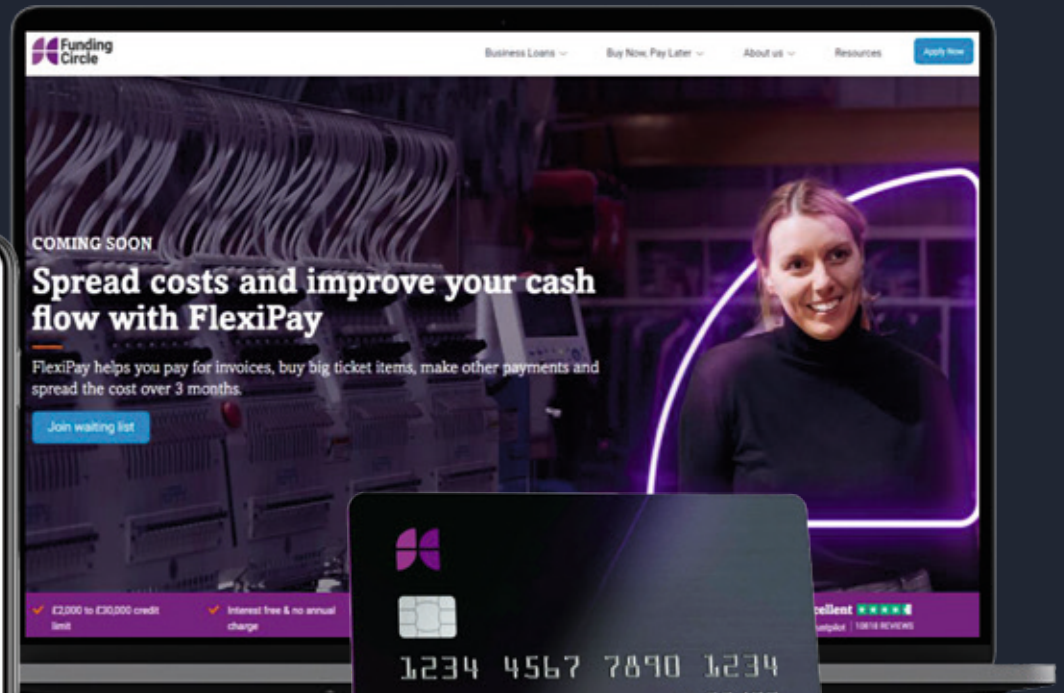 Funding
Circle
Business Loans
Buy Now, Pay Later
About us
Resources
Apply Now
COMING SOON
Spread costs and improve your cash
flow with FlexiPay
FlexiPay helps you pay for invoices, buy big ticket items, make other payments and
spread the cost over 3 months.
Join waiting list
£2,000 to £30,000 credit
limit
Interest free & no annual
charge
cellent
stpilot | 10818 REVIEWS
1234 4567 7890 1234